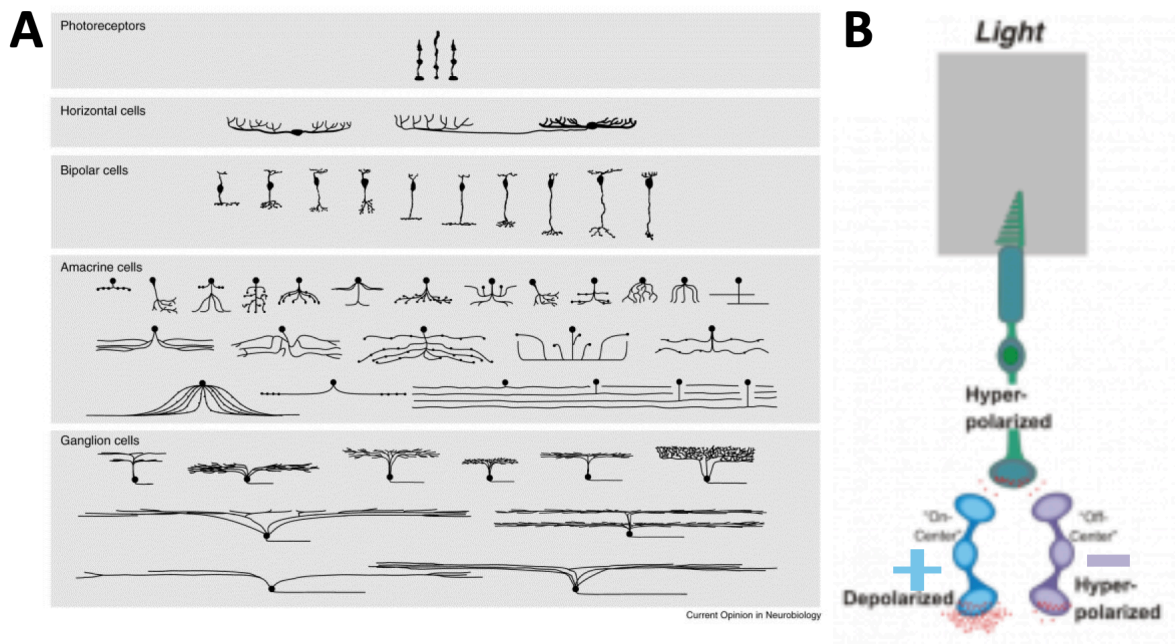 A
Photoreceptors
Horizontal cells
Bipolar cells
Amacrine cells
Ganglion cells
Current Opinion in Neurobiology
B
Light
Hyper-
polarized
"On-
Center"
"Off-
Center"
Depolarized
Hyper-
polarized